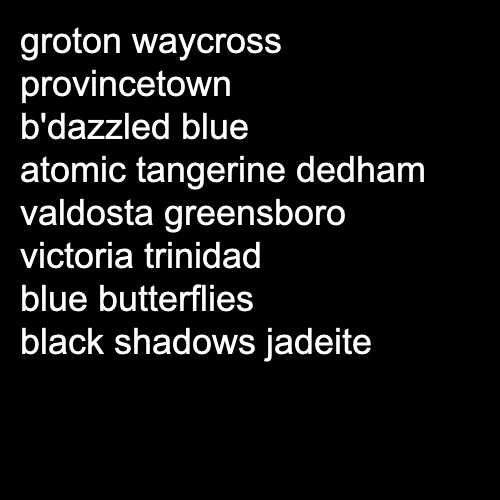 groton waycross
provincetown
b'dazzled blue
atomic tangerine dedham
valdosta greensboro
victoria trinidad
blue butterflies
black shadows jadeite